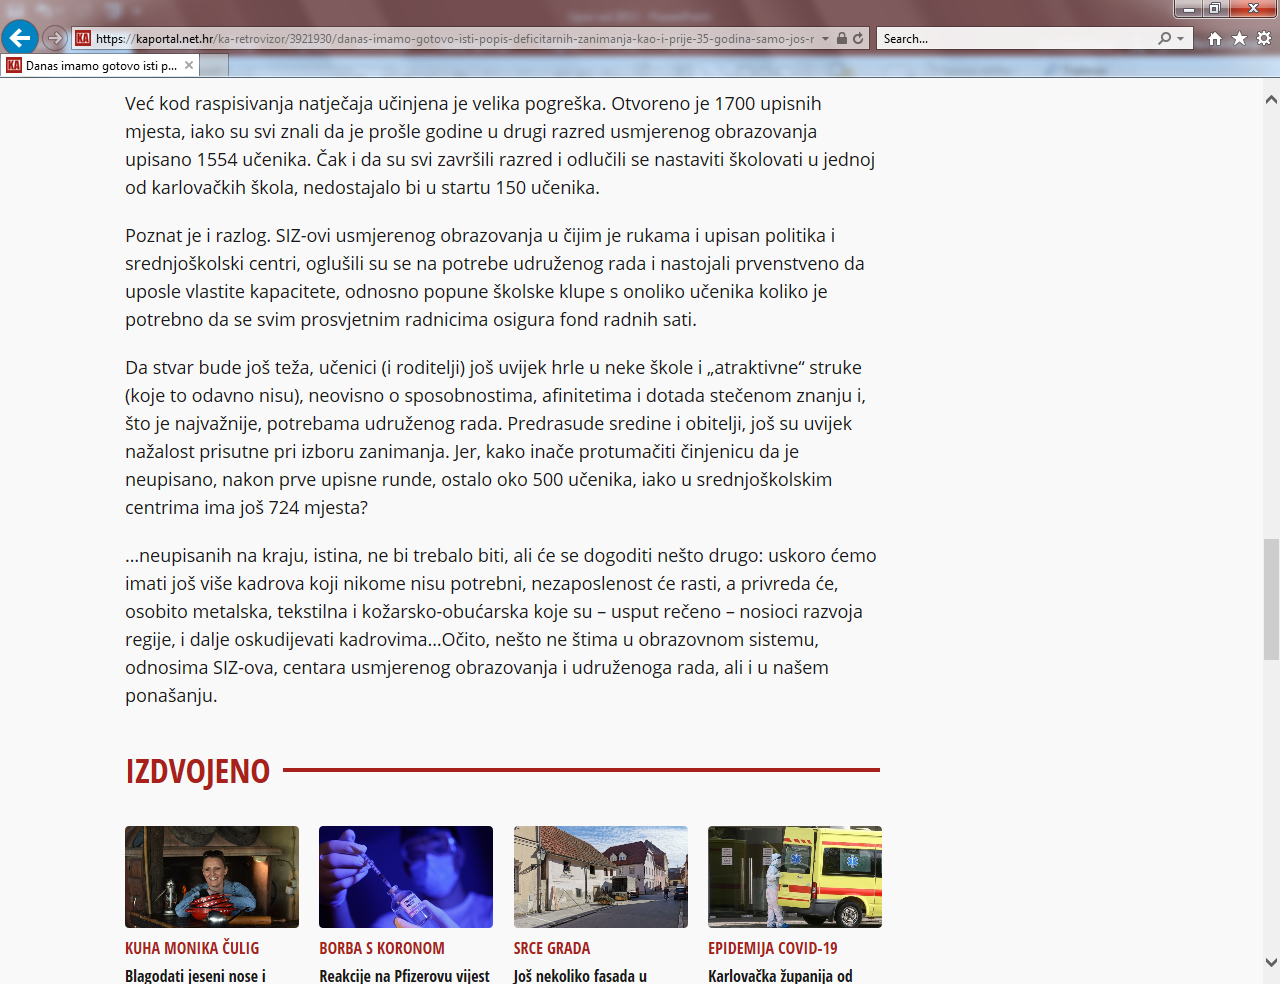 https://kaportal.net.hr/ka-retrovizor/3921930/danas-imamo-gotovo-isti-popis-deficitarnih-zanimanja-kao-i-prije-35-godina-samo-jos-r
Search...
Danas imamo gotovo isti p...
Već kod raspisivanja natječaja učinjena je velika pogreška. Otvoreno je 1700 upisnih
mjesta, iako su svi znali da je prošle godine u drugi razred usmjerenog obrazovanja
upisano 1554 učenika. Čak i da su svi završili razred i odlučili se nastaviti školovati u jednoj
od karlovačkih škola, nedostajalo bi u startu 150 učenika.
Poznat je i razlog. SIZ-ovi usmjerenog obrazovanja u čijim je rukama i upisan politika i
srednjoškolski centri, oglušili su se na potrebe udruženog rada i nastojali prvenstveno da
uposle vlastite kapacitete, odnosno popune školske klupe s onoliko učenika koliko je
potrebno da se svim prosvjetnim radnicima osigura fond radnih sati.
Da stvar bude još teža, učenici (i roditelji) još uvijek hrle u neke škole i „atraktivne“ struke
(koje to odavno nisu), neovisno o sposobnostima, afinitetima i dotada stečenom znanju i,
što je najvažnije, potrebama udruženog rada. Predrasude sredine i obitelji, još su uvijek
nažalost prisutne pri izboru zanimanja. Jer, kako inače protumačiti činjenicu da je
neupisano, nakon prve upisne runde, ostalo oko 500 učenika, iako u srednjoškolskim
centrima ima još 724 mjesta?
...neupisanih na kraju, istina, ne bi trebalo biti, ali će se dogoditi nešto drugo: uskoro ćemo
imati još više kadrova koji nikome nisu potrebni, nezaposlenost će rasti, a privreda će,
osobito metalska, tekstilna i kožarsko-obućarska koje su – usput rečeno – nosioci razvoja
regije, i dalje oskudijevati kadrovima...Očito, nešto ne štima u obrazovnom sistemu,
odnosima SIZ-ova, centara usmjerenog obrazovanja i udruženoga rada, ali i u našem
ponašanju.
IZDVOJENO
KUHA MONIKA ČULIG
Blagodati jeseni nose i
BORBA S KORONOM
Reakcije na Pfizerovu vijest
SRCE GRADA
Još nekoliko fasada u
EPIDEMIJA COVID-19
Karlovačka županija od